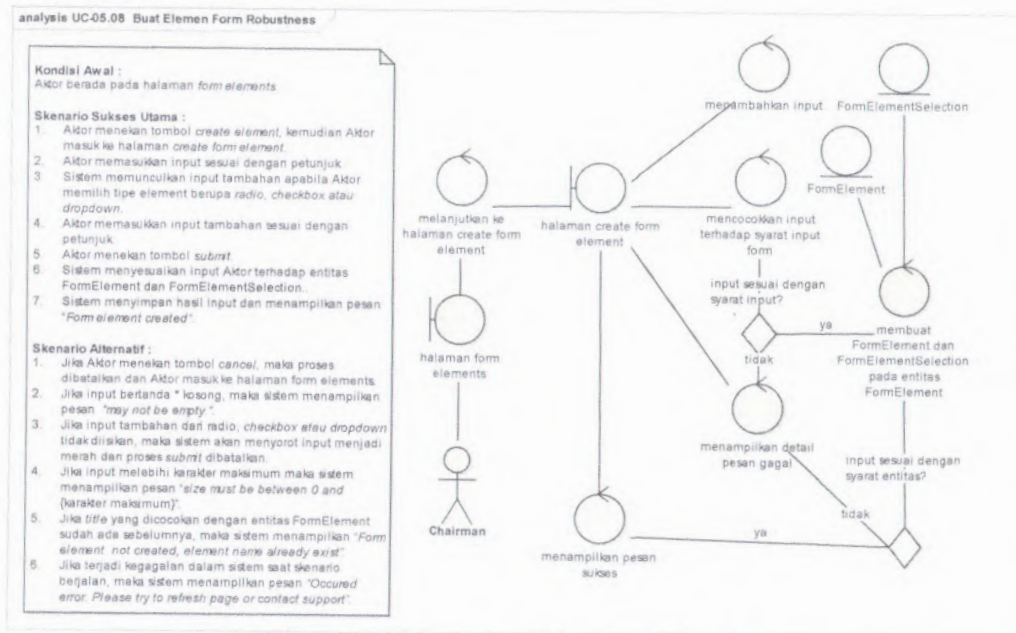 analysis UC-05.08 Buat Elemen Form Robustness
Kondisi Awal :
Aktor berada pada halaman form elements
Skenario Sukses Utama :
1. Aktor menekan tombol create element, kemudian Aktor
masuk ke halaman create form element.
2. Aktor memasukkan input sesuai dengan petunjuk
3 Sistem memunculkan input tambahan apabila Aktor
memilih tipe element berupa radio, checkbox atau
dropdown.
4. Aktor memasukkan input tambahan sesuai dengan
petunjuk
5. Aktor menekan tombol submit.
6 Sistem menyesuaikan input Aktor terhadap entitas
FormElement dan FormElementSelection..
7. Sistem menyimpan hasil input dan menampilkan pesan
"Form element created".
Skenario Alternatif :
1. Jika Aktor menekan tombol cancel, maka proses
dibatalkan dan Aktor masuk ke halaman form elements
2. Jika input bertanda * kosong, maka sistem menampilkan
pesan "may not be empty".
3. Jika input tambahan dari radio, checkbox atau dropdown
tidak diisikan, maka sistem akan menyorot input menjadi
merah dan proses submit dibatalkan.
4. Jika input melebihi karakter maksimum maka sistem
menampilkan pesan "size must be between 0 and
{karakter maksimum}".
5. Jika title yang dicocokan dengan entitas FormElement
sudah ada sebelumnya, maka sistem menampilkan "Form
element not created, element name already exist"
6. Jika terjadi kegagalan dalam sistem saat skenario
berjalan, maka sistem menampilkan pesan "Occured
error. Please try to refresh page or contact support".
menambahkan input
FormElementSelection
FormElement
melanjutkan ke
halaman create form
element
halaman create form
element
mencocokkan input
terhadap syarat input
form
input sesuai dengan
syarat input?
ya
tidak
membuat
FormElement dan
FormElementSelection
pada entitas
FormElement
halaman form
elements
menampilkan detail
pesan gagal
input sesuai dengan
syarat entitas?
tidak
ya
Chairman
menampilkan pesan
sukses